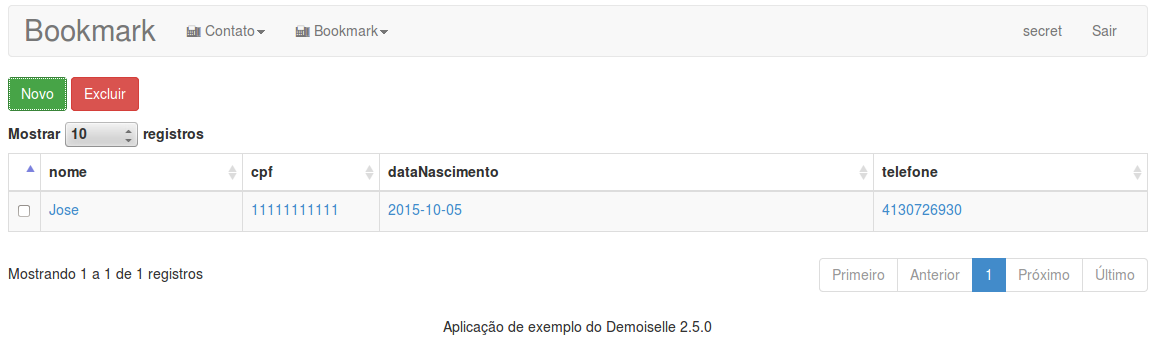 Bookmark Contato Bookmark secret Sair
Novo Excluir
Mostrar 10 registros
nome cpf dataNascimento telefone
Jose 11111111111 2015-10-05 4130726930
Mostrando 1 a 1 de 1 registros Primeiro Anterior 1 Próximo Último
Aplicação de exemplo do Demoiselle 2.5.0